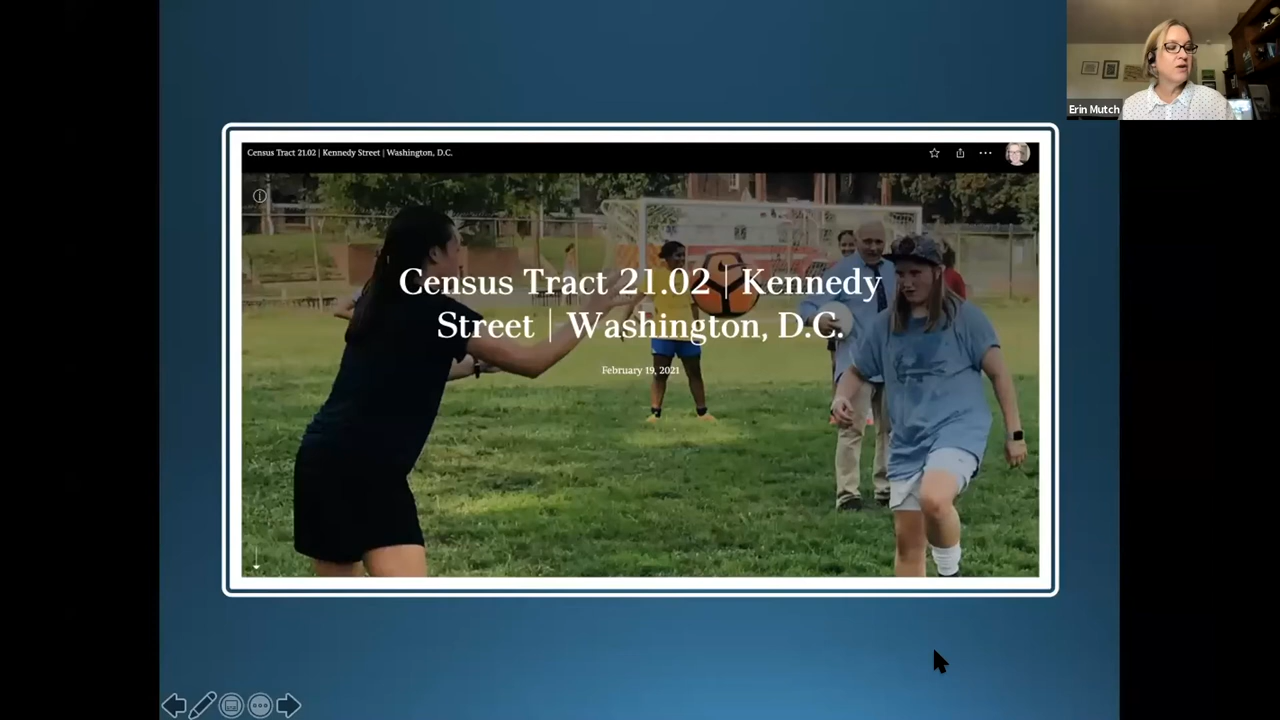 Erin Mutch
Census Tract 21.02 | Kennedy Street | Washington, D.C.
Census Tract 21.02 | Kennedy
Street | Washington, D.C.
February 19, 2021